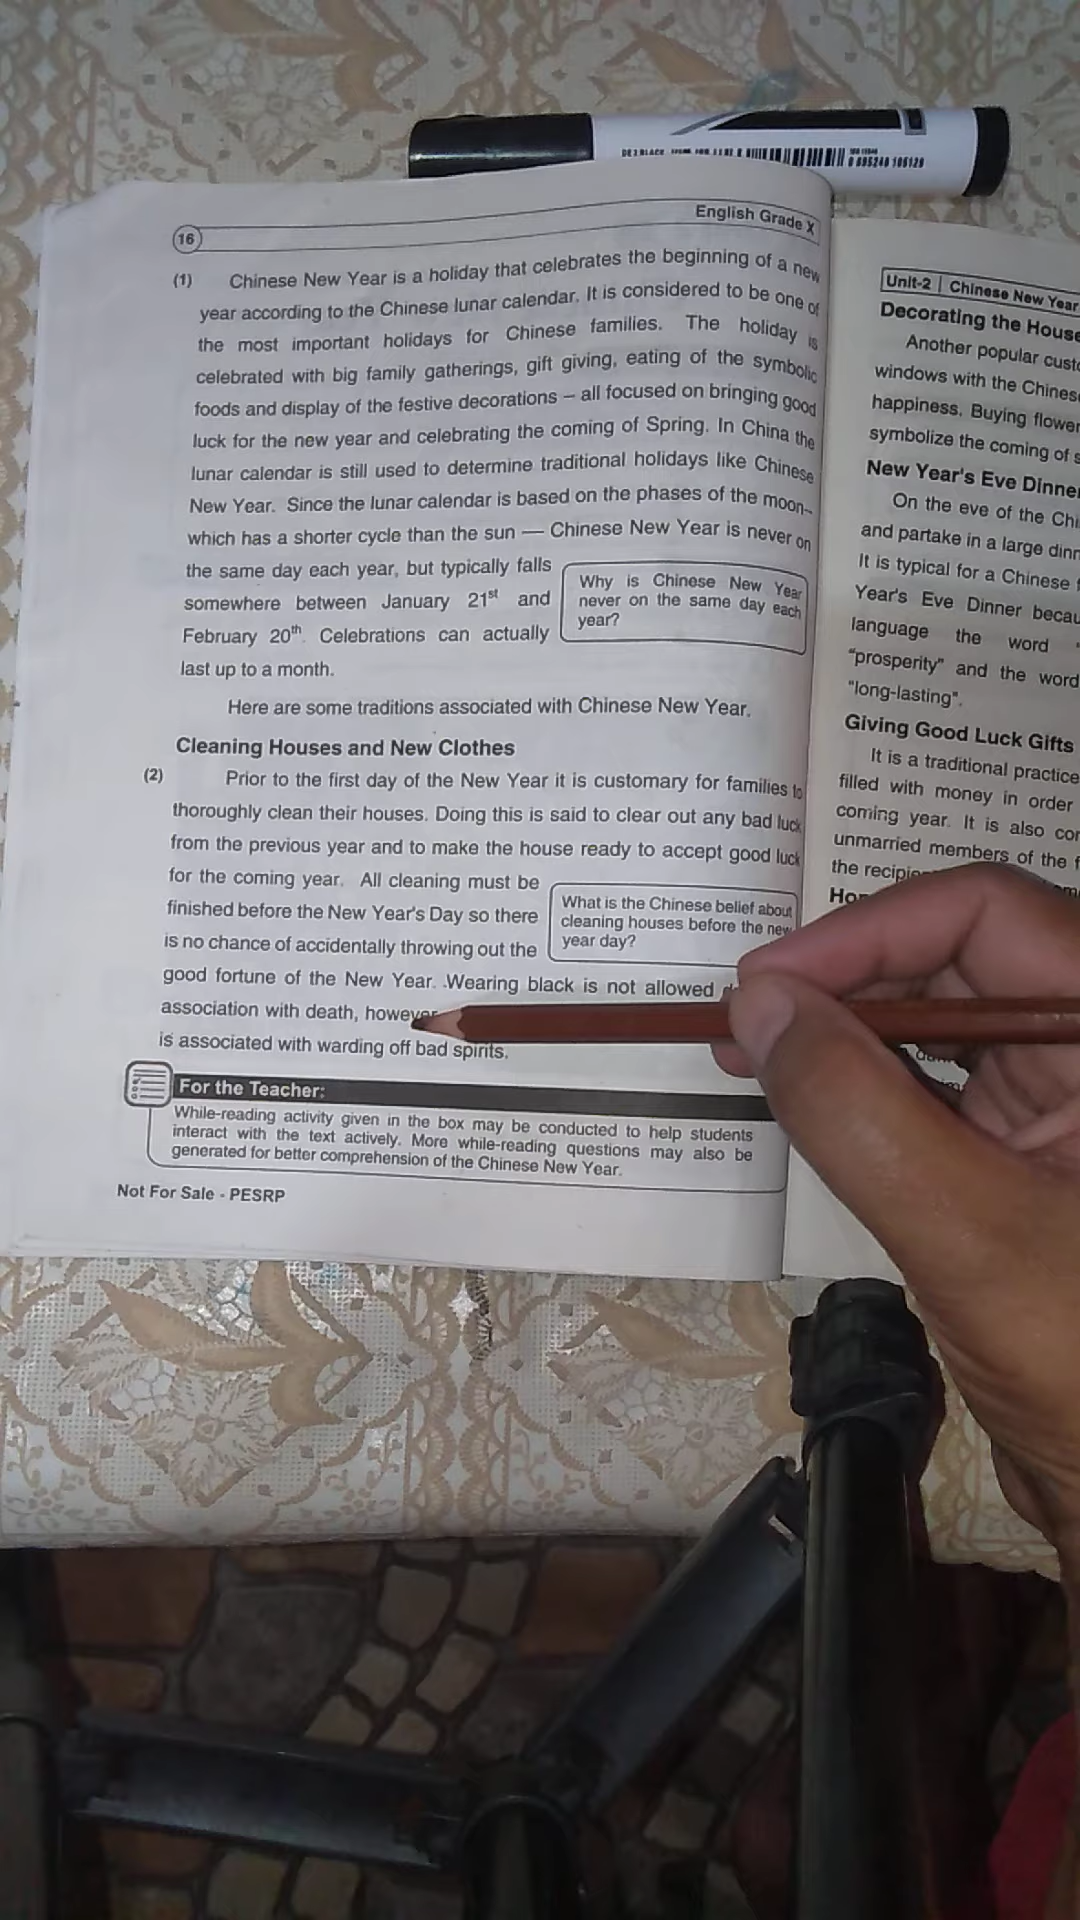 DE 3 BLACK
0 695240 106129
16
English Grade X
(1) Chinese New Year is a holiday that celebrates the beginning of a new
year according to the Chinese lunar calendar. It is considered to be one of
the most important holidays for Chinese families. The holiday is
celebrated with big family gatherings, gift giving, eating of the symbolic
foods and display of the festive decorations – all focused on bringing good
luck for the new year and celebrating the coming of Spring. In China the
lunar calendar is still used to determine traditional holidays like Chinese
New Year. Since the lunar calendar is based on the phases of the moon–
which has a shorter cycle than the sun — Chinese New Year is never on
the same day each year, but typically falls
somewhere between January 21st and
February 20th. Celebrations can actually
last up to a month.
Why is Chinese New Year
never on the same day each
year?
Here are some traditions associated with Chinese New Year.
Cleaning Houses and New Clothes
(2) Prior to the first day of the New Year it is customary for families to
thoroughly clean their houses. Doing this is said to clear out any bad luck
from the previous year and to make the house ready to accept good luck
for the coming year. All cleaning must be
finished before the New Year's Day so there
is no chance of accidentally throwing out the
What is the Chinese belief about
cleaning houses before the new
year day?
good fortune of the New Year. Wearing black is not allowed
association with death, however
is associated with warding off bad spirits.
For the Teacher:
While-reading activity given in the box may be conducted to help students
interact with the text actively. More while-reading questions may also be
generated for better comprehension of the Chinese New Year.
Not For Sale - PESRP
Unit-2 | Chinese New Year
Decorating the House
Another popular
windows with the
happiness. Buying
symbolize the coming of
New Year's Eve
On the eve of the
and partake in a large
It is typical for a Chinese
Year's Eve Dinner
language the word
"prosperity" and the word
"long-lasting".
Giving Good Luck Gifts
It is a traditional practice
filled with money in order
coming year. It is also
unmarried members of the
the